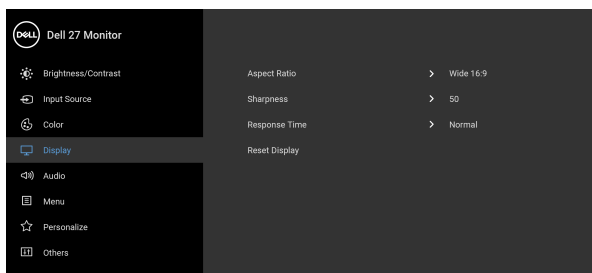 DELL Dell 27 Monitor
Brightness/Contrast
Input Source
Color
Display
Audio
Menu
Personalize
Others
Aspect Ratio > Wide 16:9
Sharpness > 50
Response Time > Normal
Reset Display